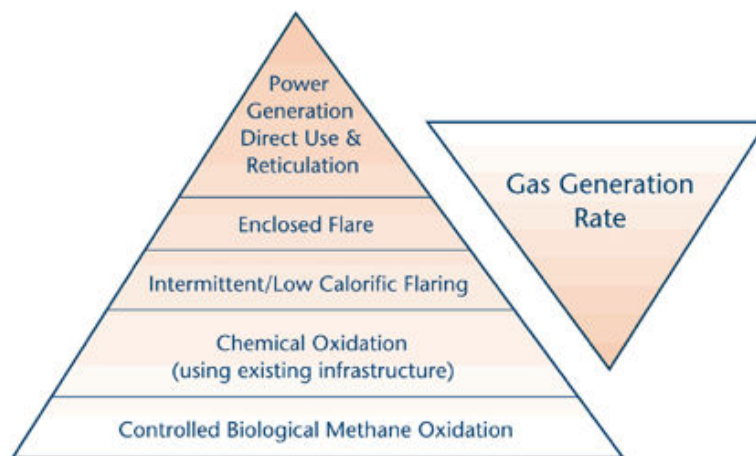 Power
Generation
Direct Use &
Reticulation
Enclosed Flare
Intermittent/Low Calorific Flaring
Chemical Oxidation
(using existing infrastructure)
Controlled Biological Methane Oxidation
Gas Generation
Rate